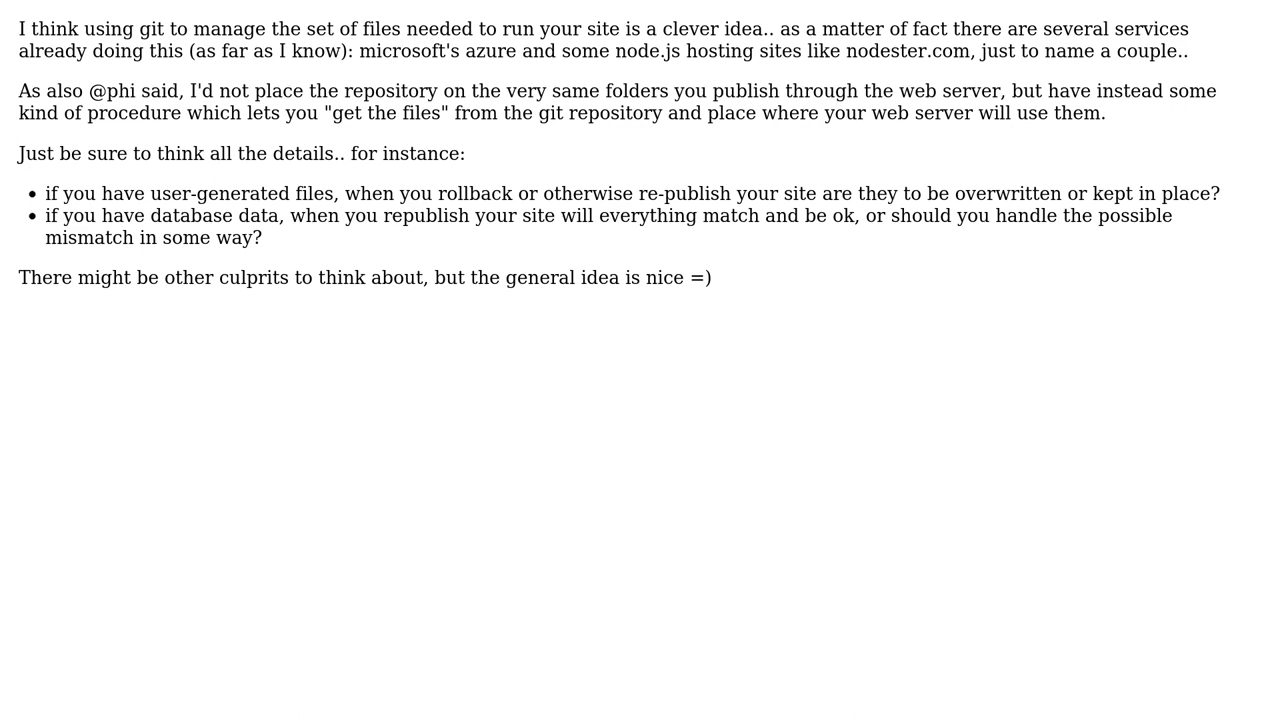 I think using git to manage the set of files needed to run your site is a clever idea.. as a matter of fact there are several services
already doing this (as far as I know): microsoft's azure and some node.js hosting sites like nodester.com, just to name a couple..
As also @phi said, I'd not place the repository on the very same folders you publish through the web server, but have instead some
kind of procedure which lets you "get the files" from the git repository and place where your web server will use them.
Just be sure to think all the details.. for instance:
• if you have user-generated files, when you rollback or otherwise re-publish your site are they to be overwritten or kept in place?
• if you have database data, when you republish your site will everything match and be ok, or should you handle the possible
mismatch in some way?
There might be other culprits to think about, but the general idea is nice =)